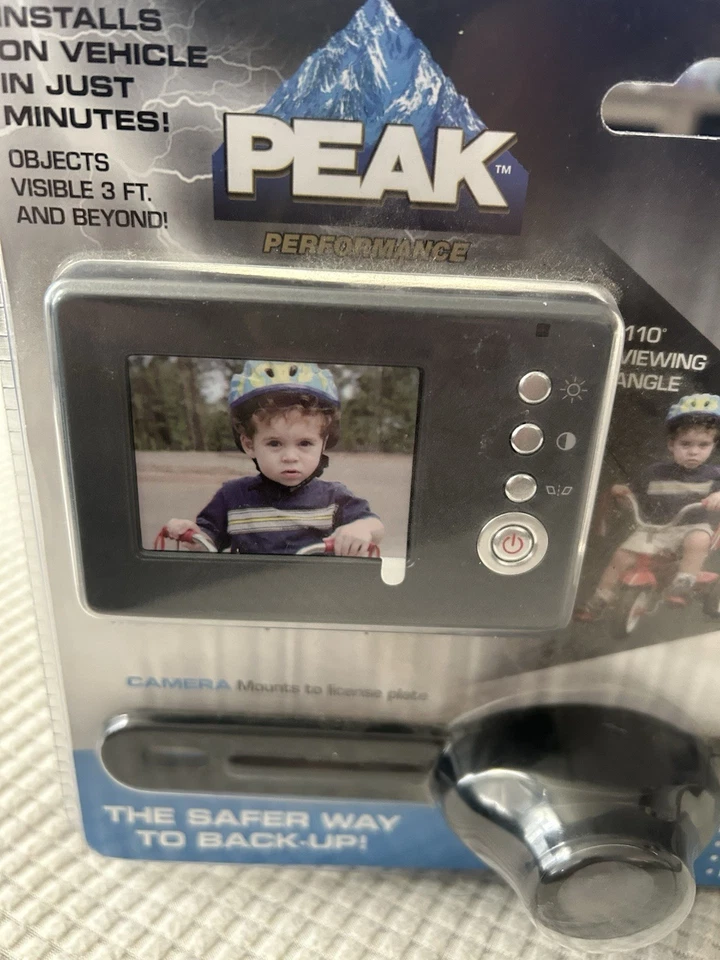 INSTALLS
ON VEHICLE
IN JUST
MINUTES!
OBJECTS
VISIBLE 3 FT.
AND BEYOND!
PEAK™
PERFORMANCE
110°
VIEWING
ANGLE
CAMERA Mounts to license plate
THE SAFER WAY
TO BACK-UP!